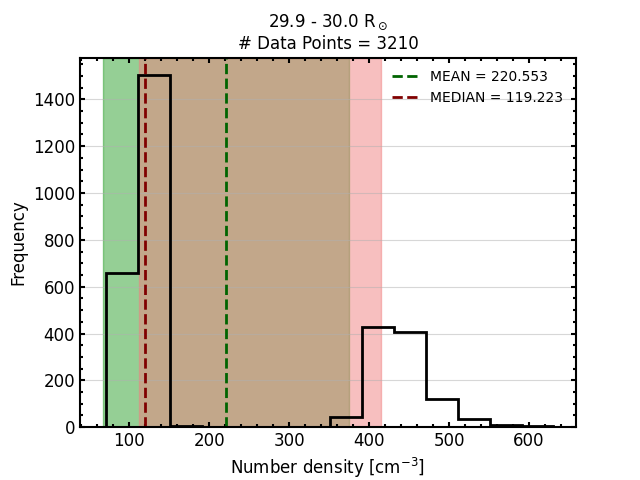 29.9 - 30.0 R⊙
# Data Points = 3210
MEAN = 220.553
MEDIAN = 119.223
1400
1200
1000
800
600
400
200
0
Frequency
100 200 300 400 500 600
Number density [cm⁻³]